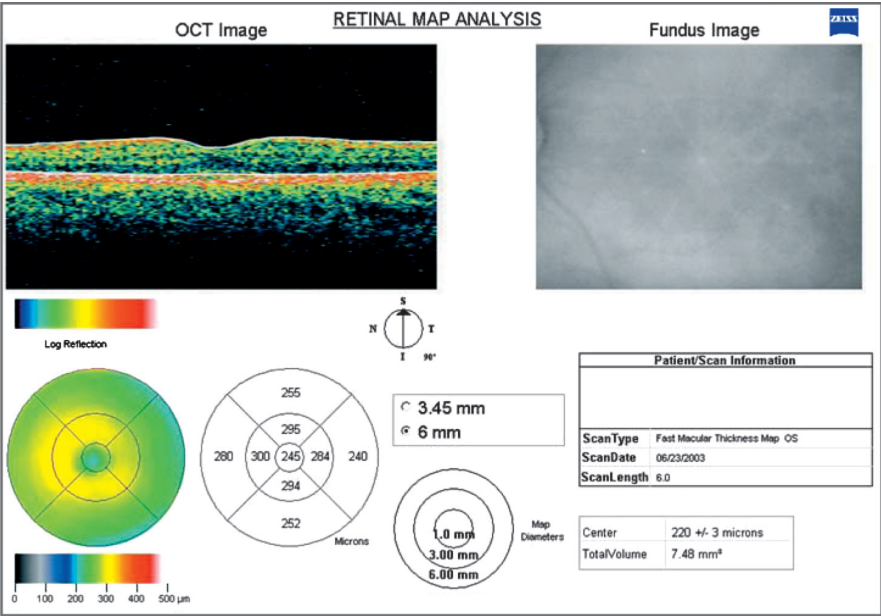 RETINAL MAP ANALYSIS
ZEISS
OCT Image
Fundus Image
Log Reflection
S
N T
I 90°
255
295
280 300 245 284 240
294
252
Microns
3.45 mm
6 mm
1.0 mm
3.00 mm
6.00 mm
Map
Diameters
Patient/Scan Information
ScanType Fast Macular Thickness Map OS
ScanDate 06/23/2003
ScanLength 6.0
Center 220 +/- 3 microns
TotalVolume 7.48 mm³
0 100 200 300 400 500 µm